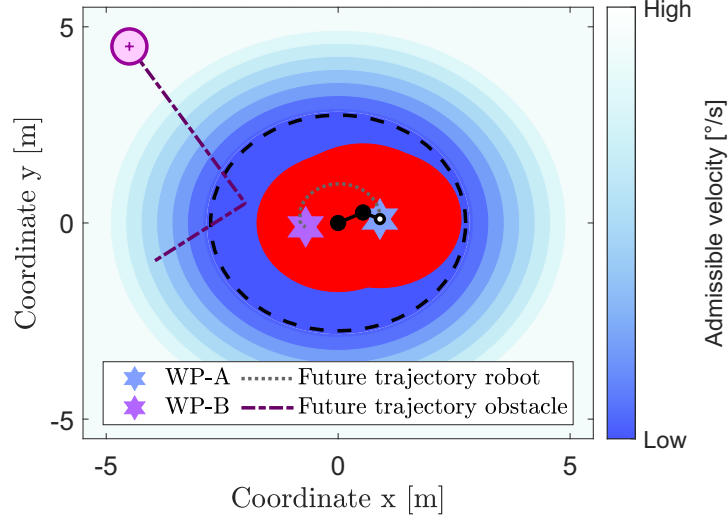 5
0
-5
-5
0
5
Coordinate y [m]
Coordinate x [m]
WP-A
Future trajectory robot
WP-B
Future trajectory obstacle
High
Low
Admissible velocity [°/s]